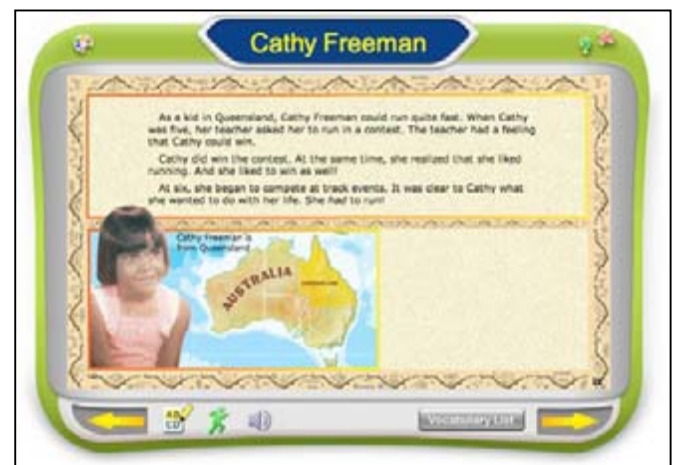 Cathy Freeman
As a kid in Queensland, Cathy Freeman could run quite fast. When Cathy
was five, her teacher asked her to run in a contest. The teacher had a feeling
that Cathy could win.
Cathy did win the contest. At the same time, she realized that she liked
running. And she liked to win as well!
At six, she began to compete at track events. It was clear to Cathy what
she wanted to do with her life. She had to run!
Cathy Freeman is
from Queensland
AUSTRALIA
Vocabulary List